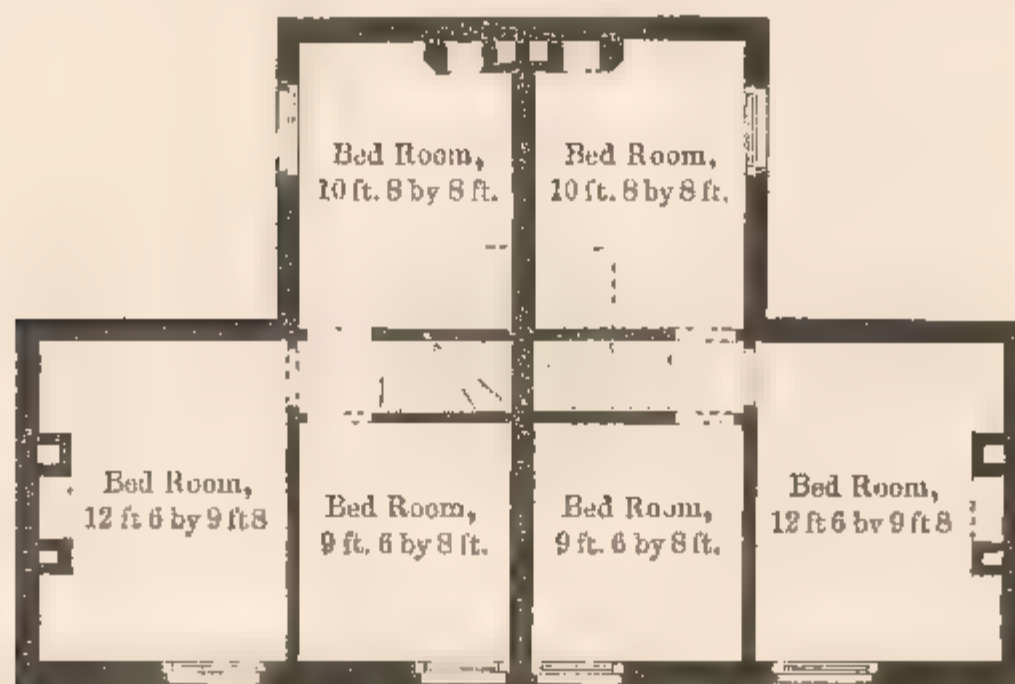 Bed Room,
10 ft. 8 by 8 ft.
Bed Room,
10 ft. 8 by 8 ft.
Bed Room,
12 ft 6 by 9 ft 8
Bed Room,
9 ft. 6 by 8 ft.
Bed Room,
9 ft. 6 by 8 ft.
Bed Room,
12 ft 6 by 9 ft 8